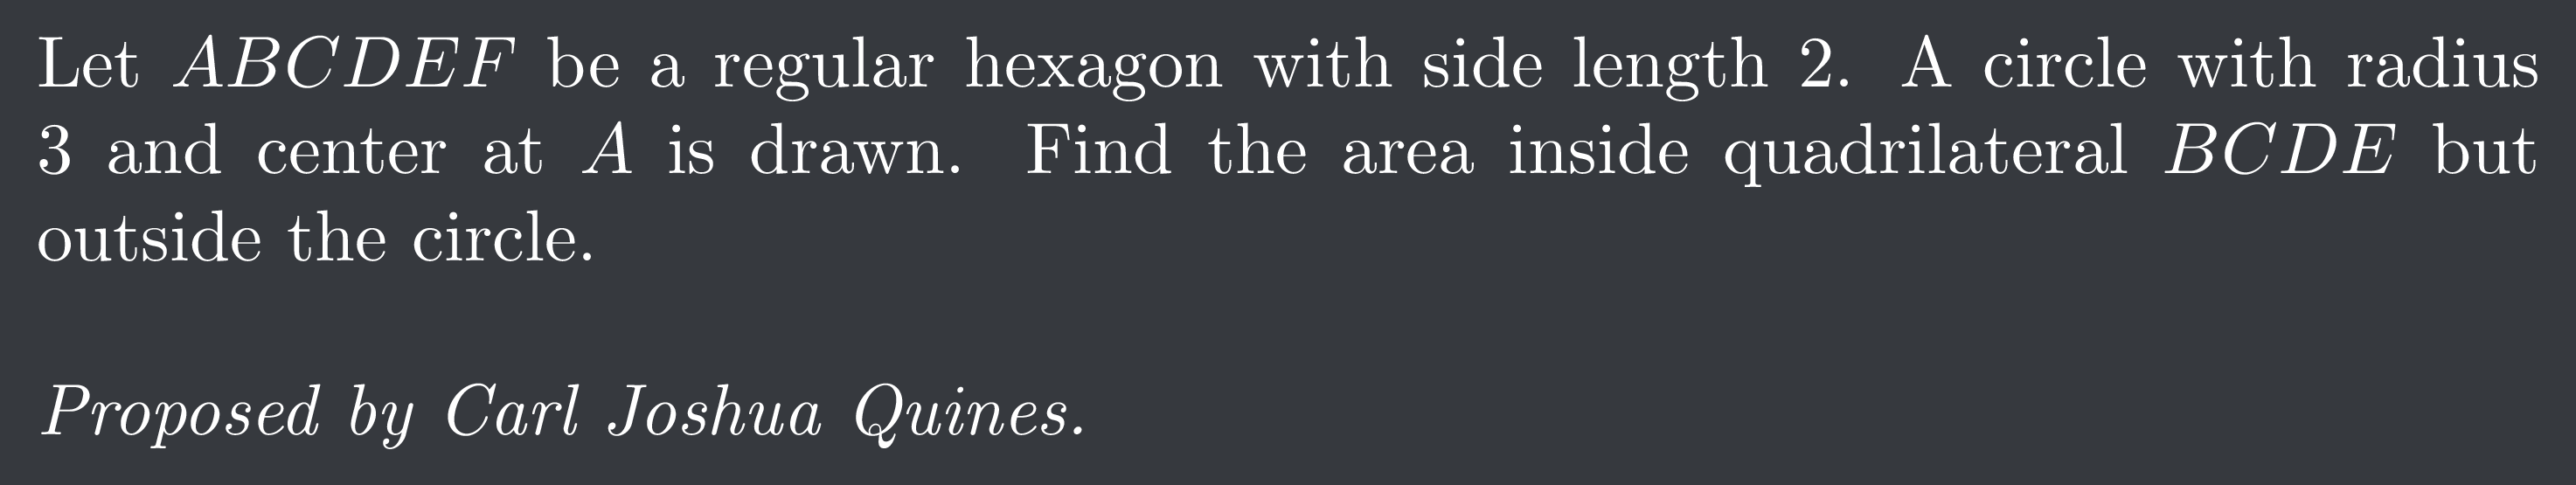 Let ABCDEF be a regular hexagon with side length 2. A circle with radius
3 and center at A is drawn. Find the area inside quadrilateral BCDE but
outside the circle.
Proposed by Carl Joshua Quines.